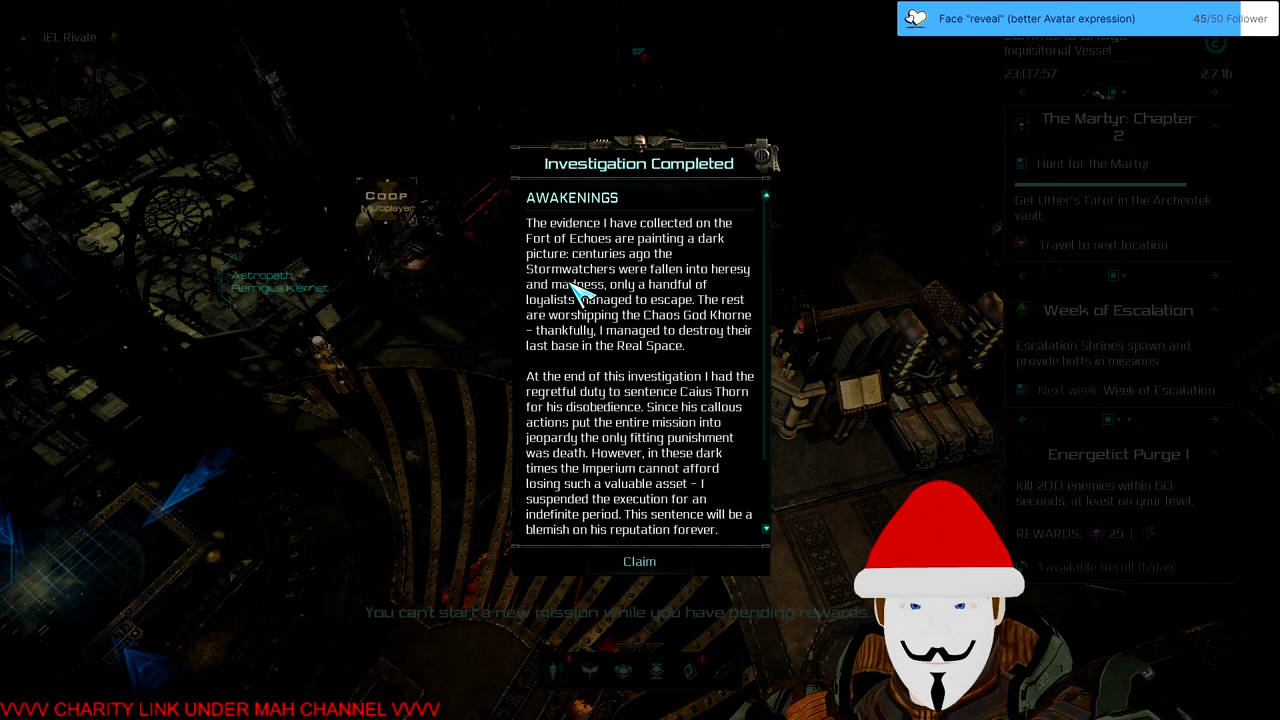 Face "reveal" (better Avatar expression)
45/50 Follower
iEL Rivale
53
Inquisitorial Vessel
23:07:57
2.7.1b
The Martyr: Chapter
2
Hunt for the Martyr
Get Uther's Tarot in the Archeotek
vault.
Travel to next location
Week of Escalation
Escalation Shrines spawn and
provide buffs in missions
Next week: Week of Escalation
Energetict Purge I
Kill 200 enemies within 60
seconds, at least on your level.
REWARDS: 25 |
1 available Reroll (1/day)
Coop
Multiplayer
Astropath
Remigius Klernet
Investigation Completed
AWAKENINGS
The evidence I have collected on the
Fort of Echoes are painting a dark
picture: centuries ago the
Stormwatchers were fallen into heresy
and madness, only a handful of
loyalists managed to escape. The rest
are worshipping the Chaos God Khorne
– thankfully, I managed to destroy their
last base in the Real Space.
At the end of this investigation I had the
regretful duty to sentence Caius Thorn
for his disobedience. Since his callous
actions put the entire mission into
jeopardy the only fitting punishment
was death. However, in these dark
times the Imperium cannot afford
losing such a valuable asset – I
suspended the execution for an
indefinite period. This sentence will be a
blemish on his reputation forever.
Claim
You can't start a new mission while you have pending rewards
VVVV CHARITY LINK UNDER MAH CHANNEL VVVV